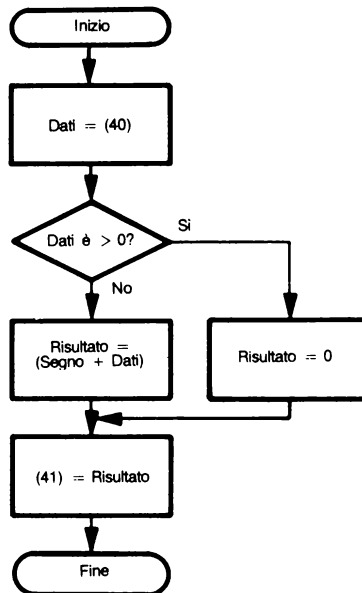 Inizio
Dati = (40)
Dati è > 0?
Si
No
Risultato =
(Segno + Dati)
Risultato = 0
(41) = Risultato
Fine